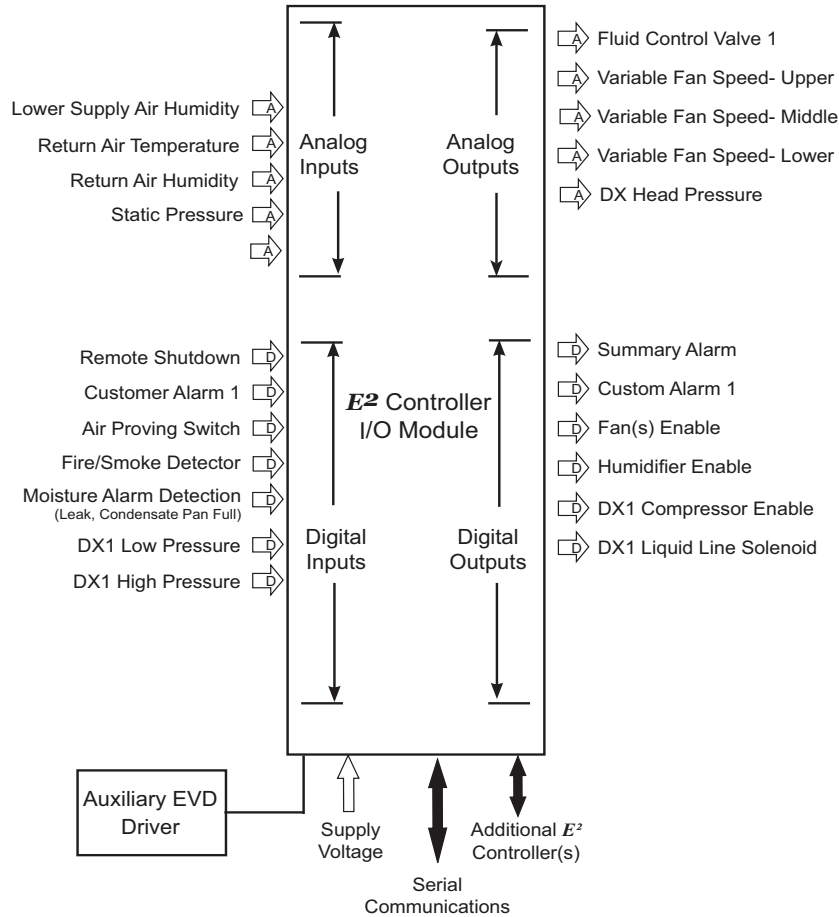 Lower Supply Air Humidity
A
Return Air Temperature
A
Return Air Humidity
A
Static Pressure
A
A
Analog
Inputs
Analog
Outputs
A
Fluid Control Valve 1
A
Variable Fan Speed- Upper
A
Variable Fan Speed- Middle
A
Variable Fan Speed- Lower
A
DX Head Pressure
Remote Shutdown
D
Customer Alarm 1
D
Air Proving Switch
D
Fire/Smoke Detector
D
Moisture Alarm Detection
(Leak, Condensate Pan Full)
D
DX1 Low Pressure
D
DX1 High Pressure
D
E2 Controller
I/O Module
Digital
Inputs
Digital
Outputs
D
Summary Alarm
D
Custom Alarm 1
D
Fan(s) Enable
D
Humidifier Enable
D
DX1 Compressor Enable
D
DX1 Liquid Line Solenoid
Auxiliary EVD
Driver
Supply
Voltage
Serial
Communications
Additional E²
Controller(s)